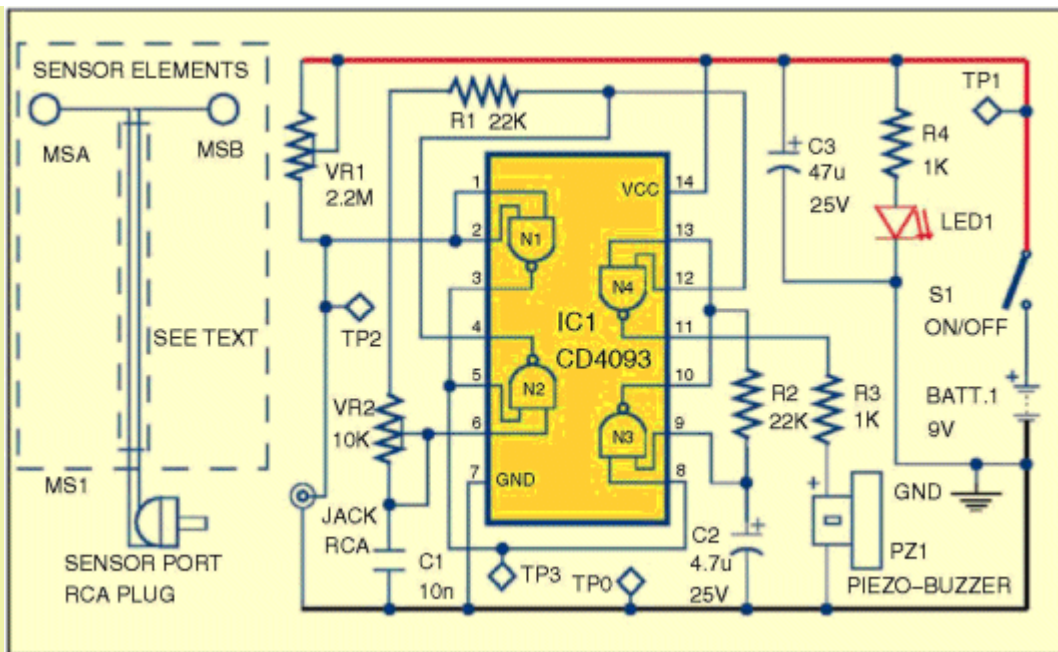 SENSOR ELEMENTS
MSA
MSB
SEE TEXT
MS1
SENSOR PORT
RCA PLUG
VR1
2.2M
R1 22K
TP2
VR2
10K
JACK
RCA
C1
10n
TP3
TP0
1
2
3
4
5
6
7
GND
VCC
14
13
12
11
10
9
8
N1
N2
N3
N4
IC1
CD4093
R2
22K
R3
1K
C2
4.7u
25V
C3
47u
25V
R4
1K
LED1
TP1
S1
ON/OFF
BATT.1
9V
GND
PZ1
PIEZO–BUZZER
+
+
+
+